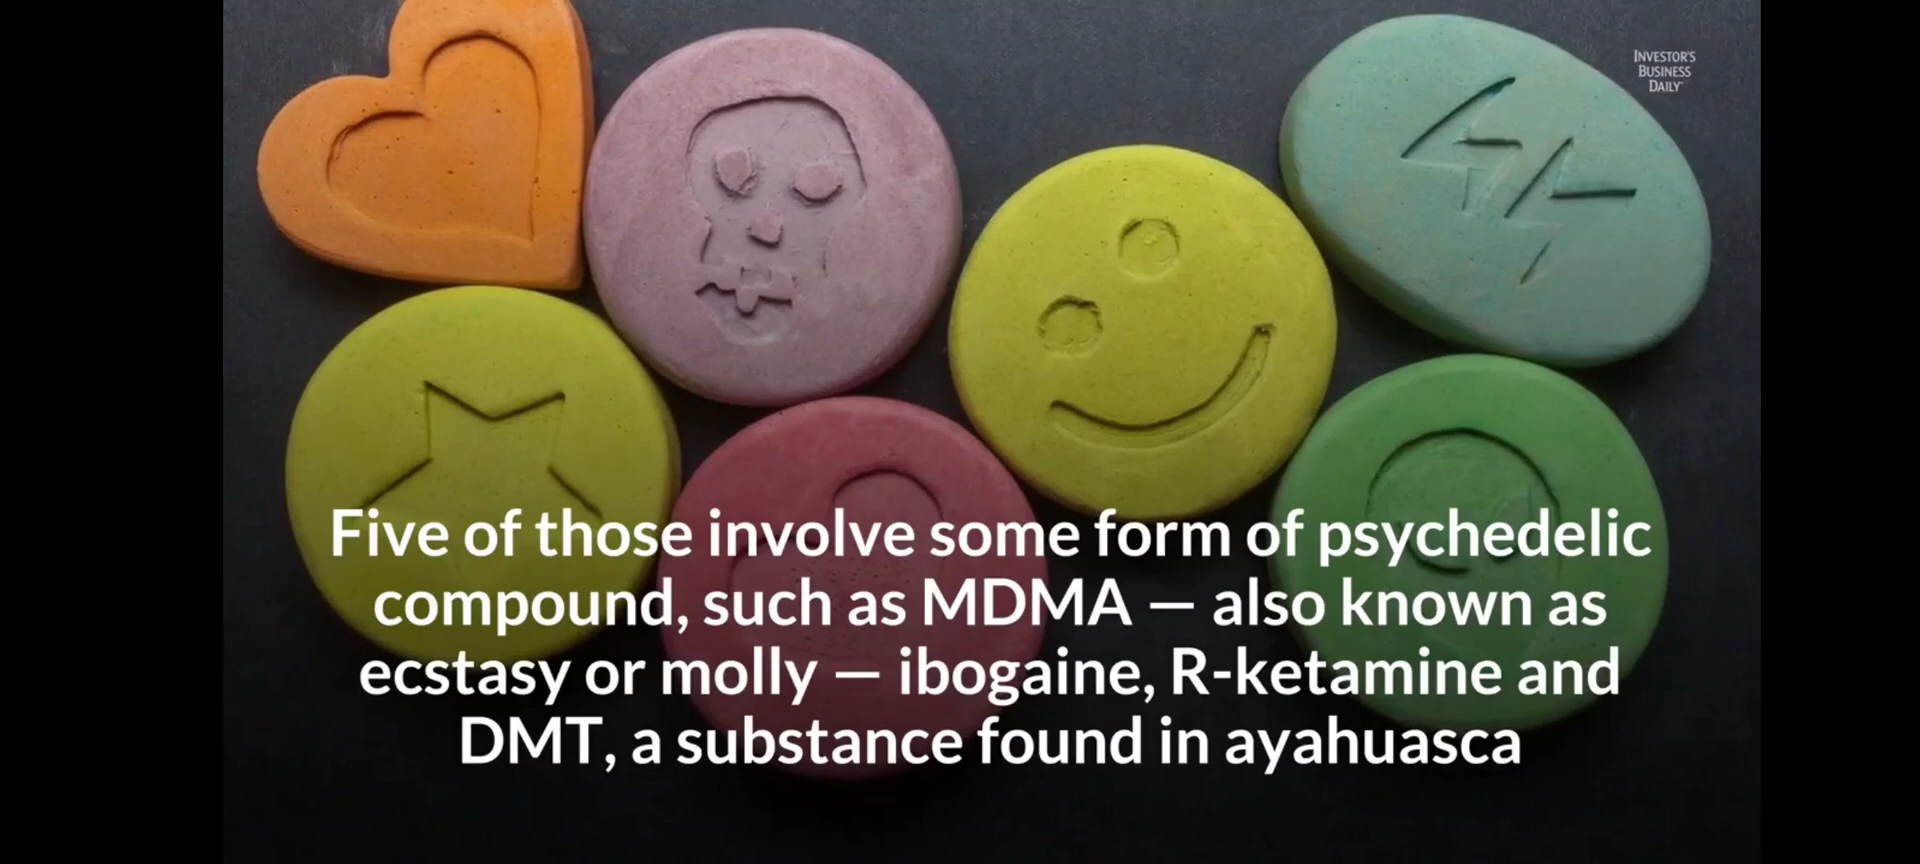 INVESTOR'S
BUSINESS
DAILY
Five of those involve some form of psychedelic
compound, such as MDMA — also known as
ecstasy or molly — ibogaine, R-ketamine and
DMT, a substance found in ayahuasca